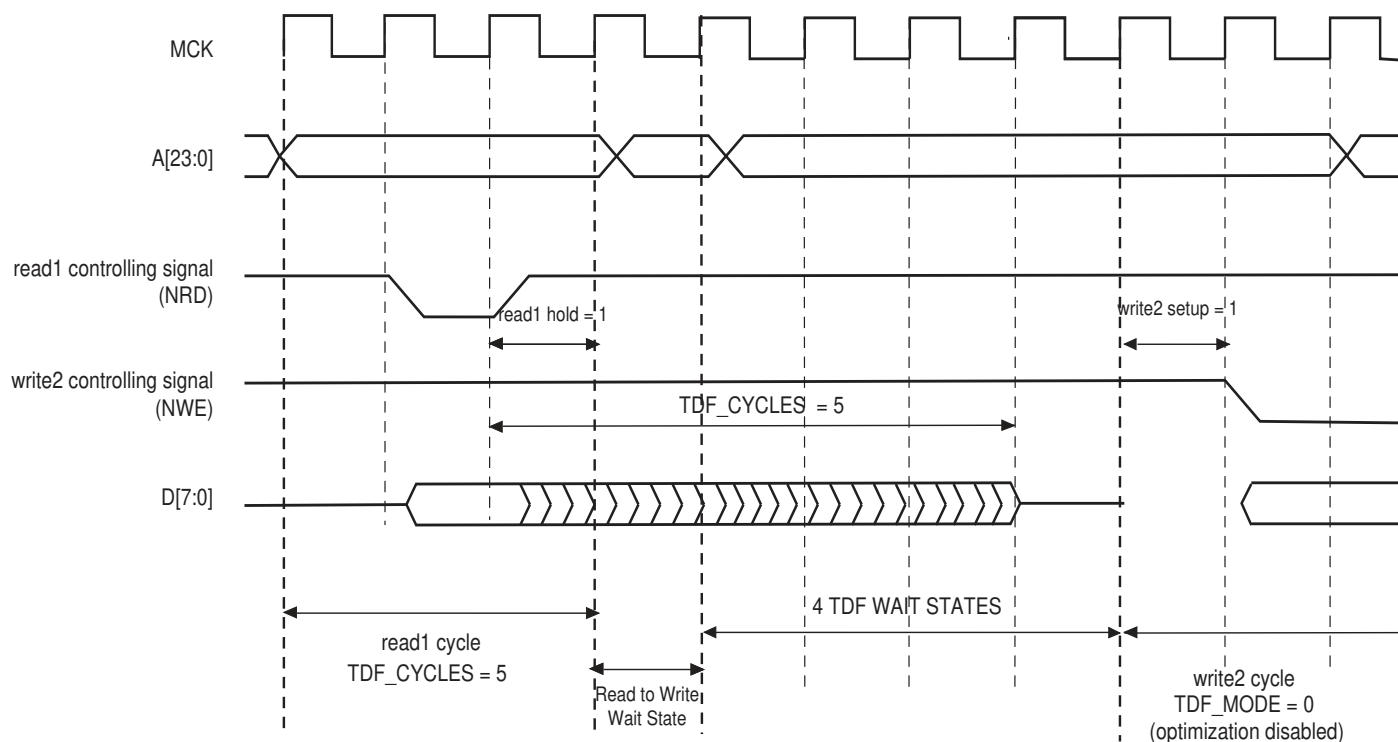 MCK
A[23:0]
read1 controlling signal
(NRD)
read1 hold = 1
write2 setup = 1
write2 controlling signal
(NWE)
TDF_CYCLES = 5
D[7:0]
4 TDF WAIT STATES
read1 cycle
TDF_CYCLES = 5
Read to Write
Wait State
write2 cycle
TDF_MODE = 0
(optimization disabled)